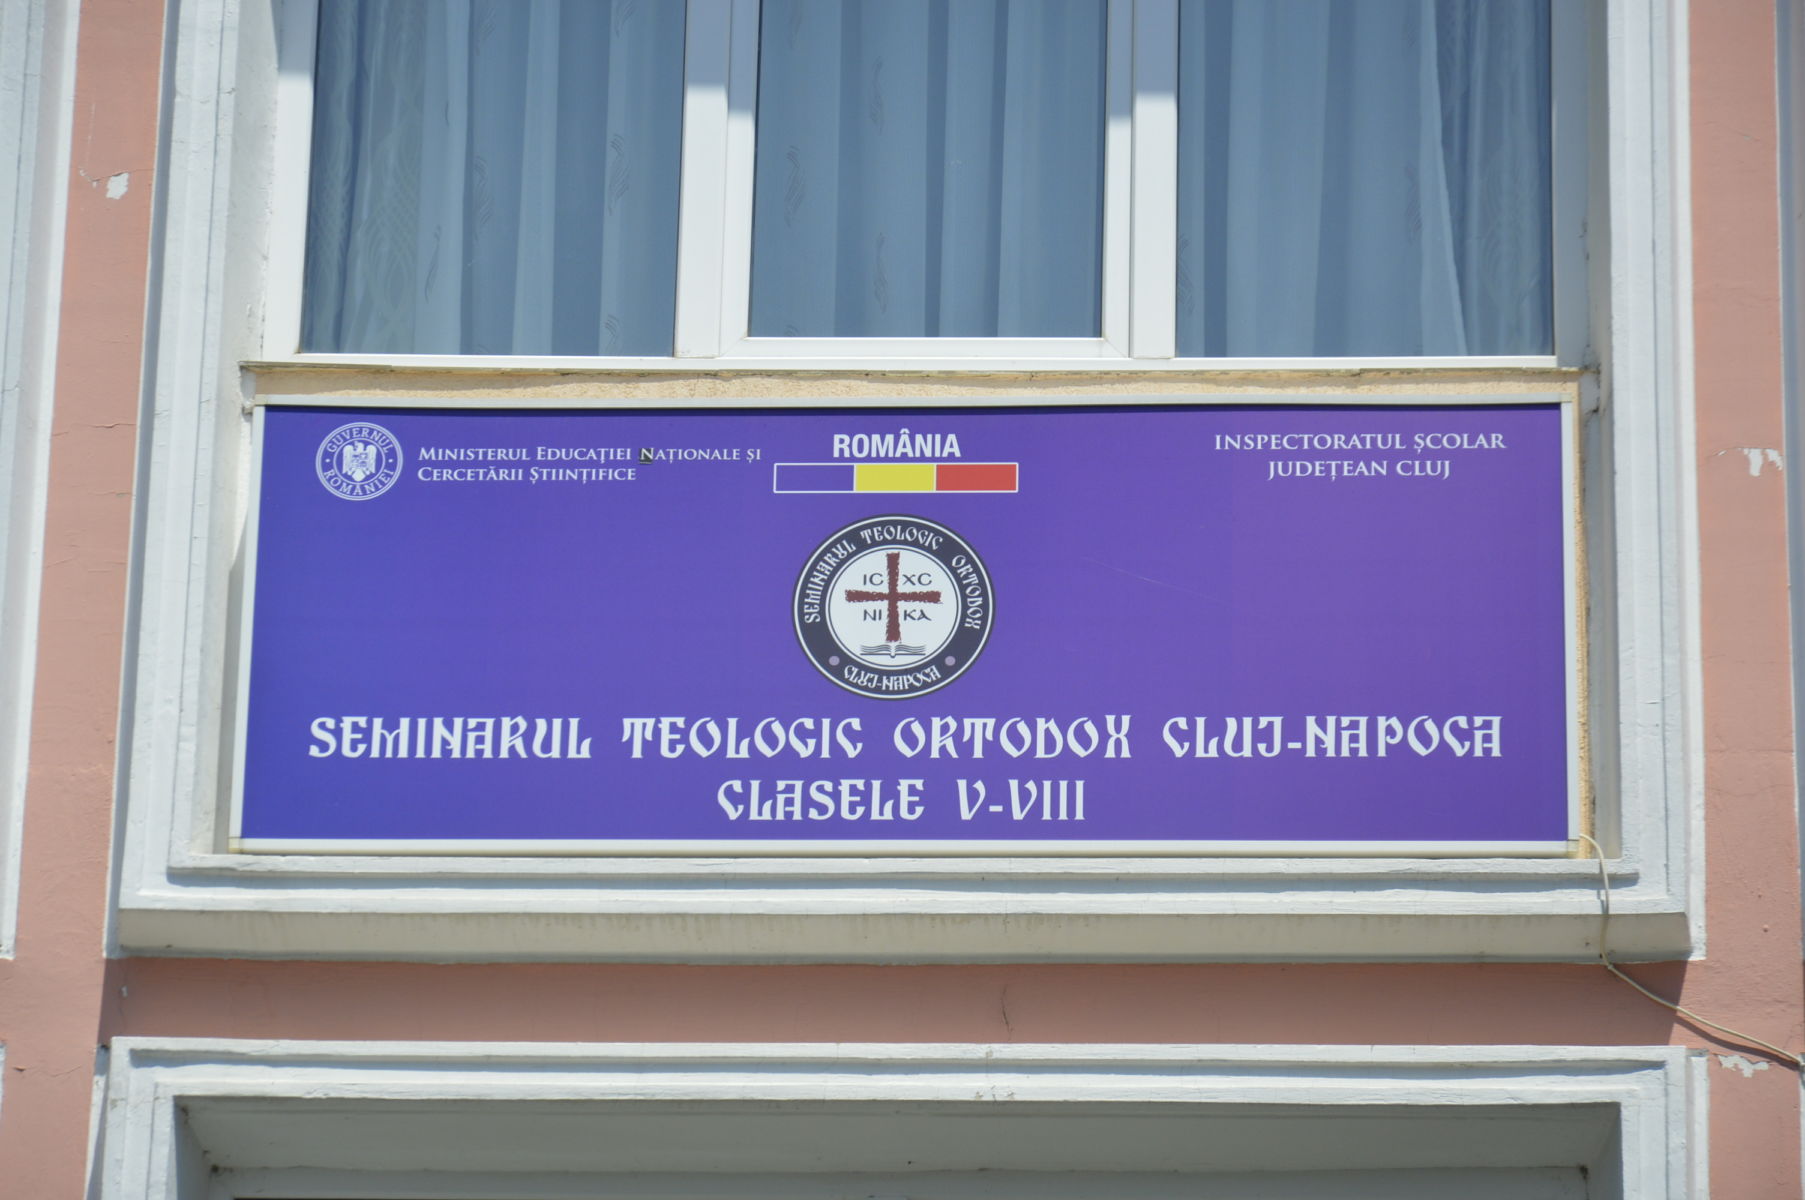 GUVERNUL ROMÂNIEI
Ministerul Educației Naționale și
Cercetării Științifice
ROMÂNIA
INSPECTORATUL ȘCOLAR
JUDEȚEAN CLUJ
SEMINARUL TEOLOGIC ORTODOX
IC XC
NI KA
CLUJ-NAPOCA
SEMINARUL TEOLOGIC ORTODOX CLUJ-NAPOCA
CLASELE V-VIII